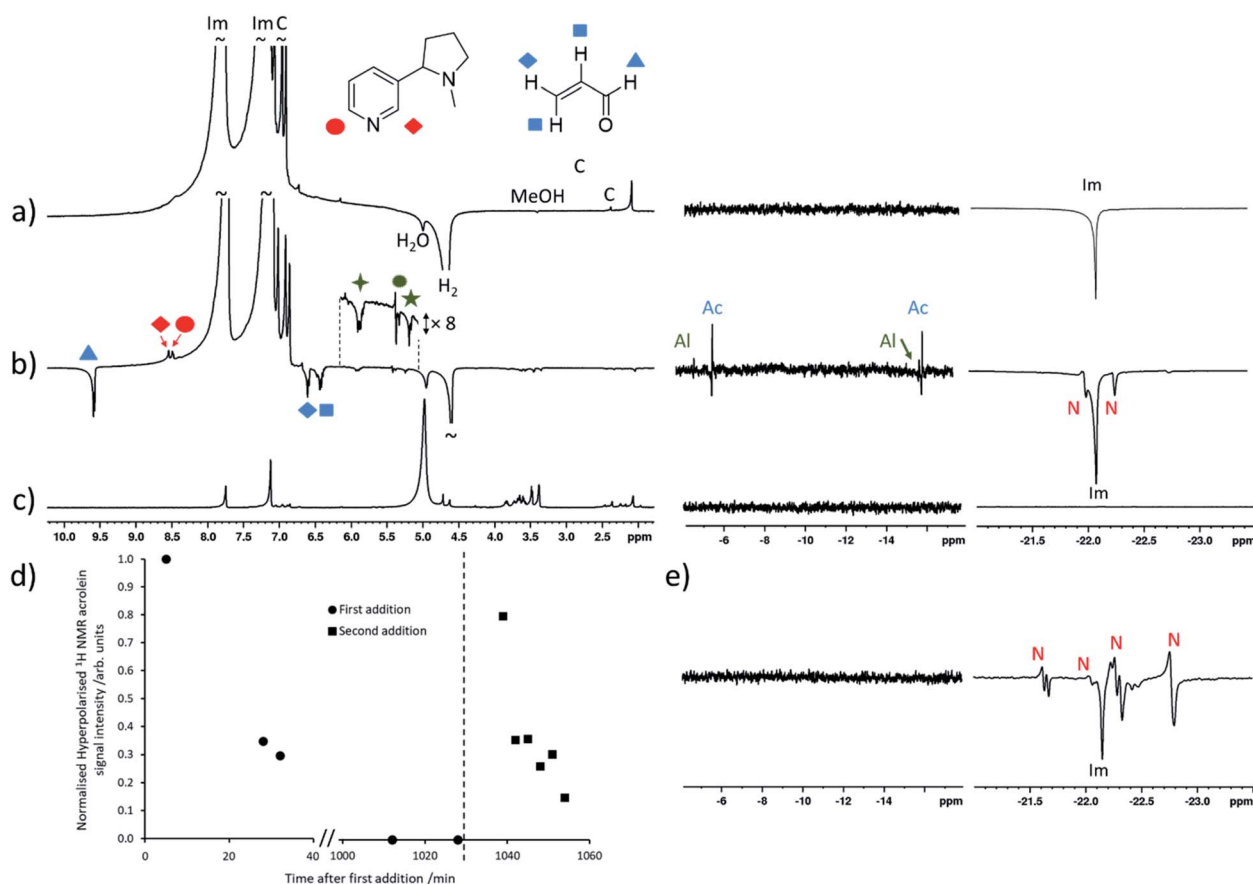 Im Im C
~ ~ ~
H
H H
N
N
H O
C
a)
MeOH C
Im
H₂O
H₂
~ ~
× 8
b)
Al Ac Al Ac
N N
Im
~
c)
10.0 9.5 9.0 8.5 8.0 7.5 7.0 6.5 6.0 5.5 5.0 4.5 4.0 3.5 3.0 2.5 2.0 ppm
-6 -8 -10 -12 -14 ppm
-21.5 -22.0 -22.5 -23.0 ppm
d)
Normalised Hyperpolarised ¹H NMR acrolein
signal intensity /arb. units
1.0
0.9
0.8
0.7
0.6
0.5
0.4
0.3
0.2
0.1
0.0
First addition
Second addition
0 20 40 // 1000 1020 1040 1060
Time after first addition /min
e)
N N N N
Im
-6 -8 -10 -12 -14 ppm
-21.5 -22.0 -22.5 -23.0 ppm